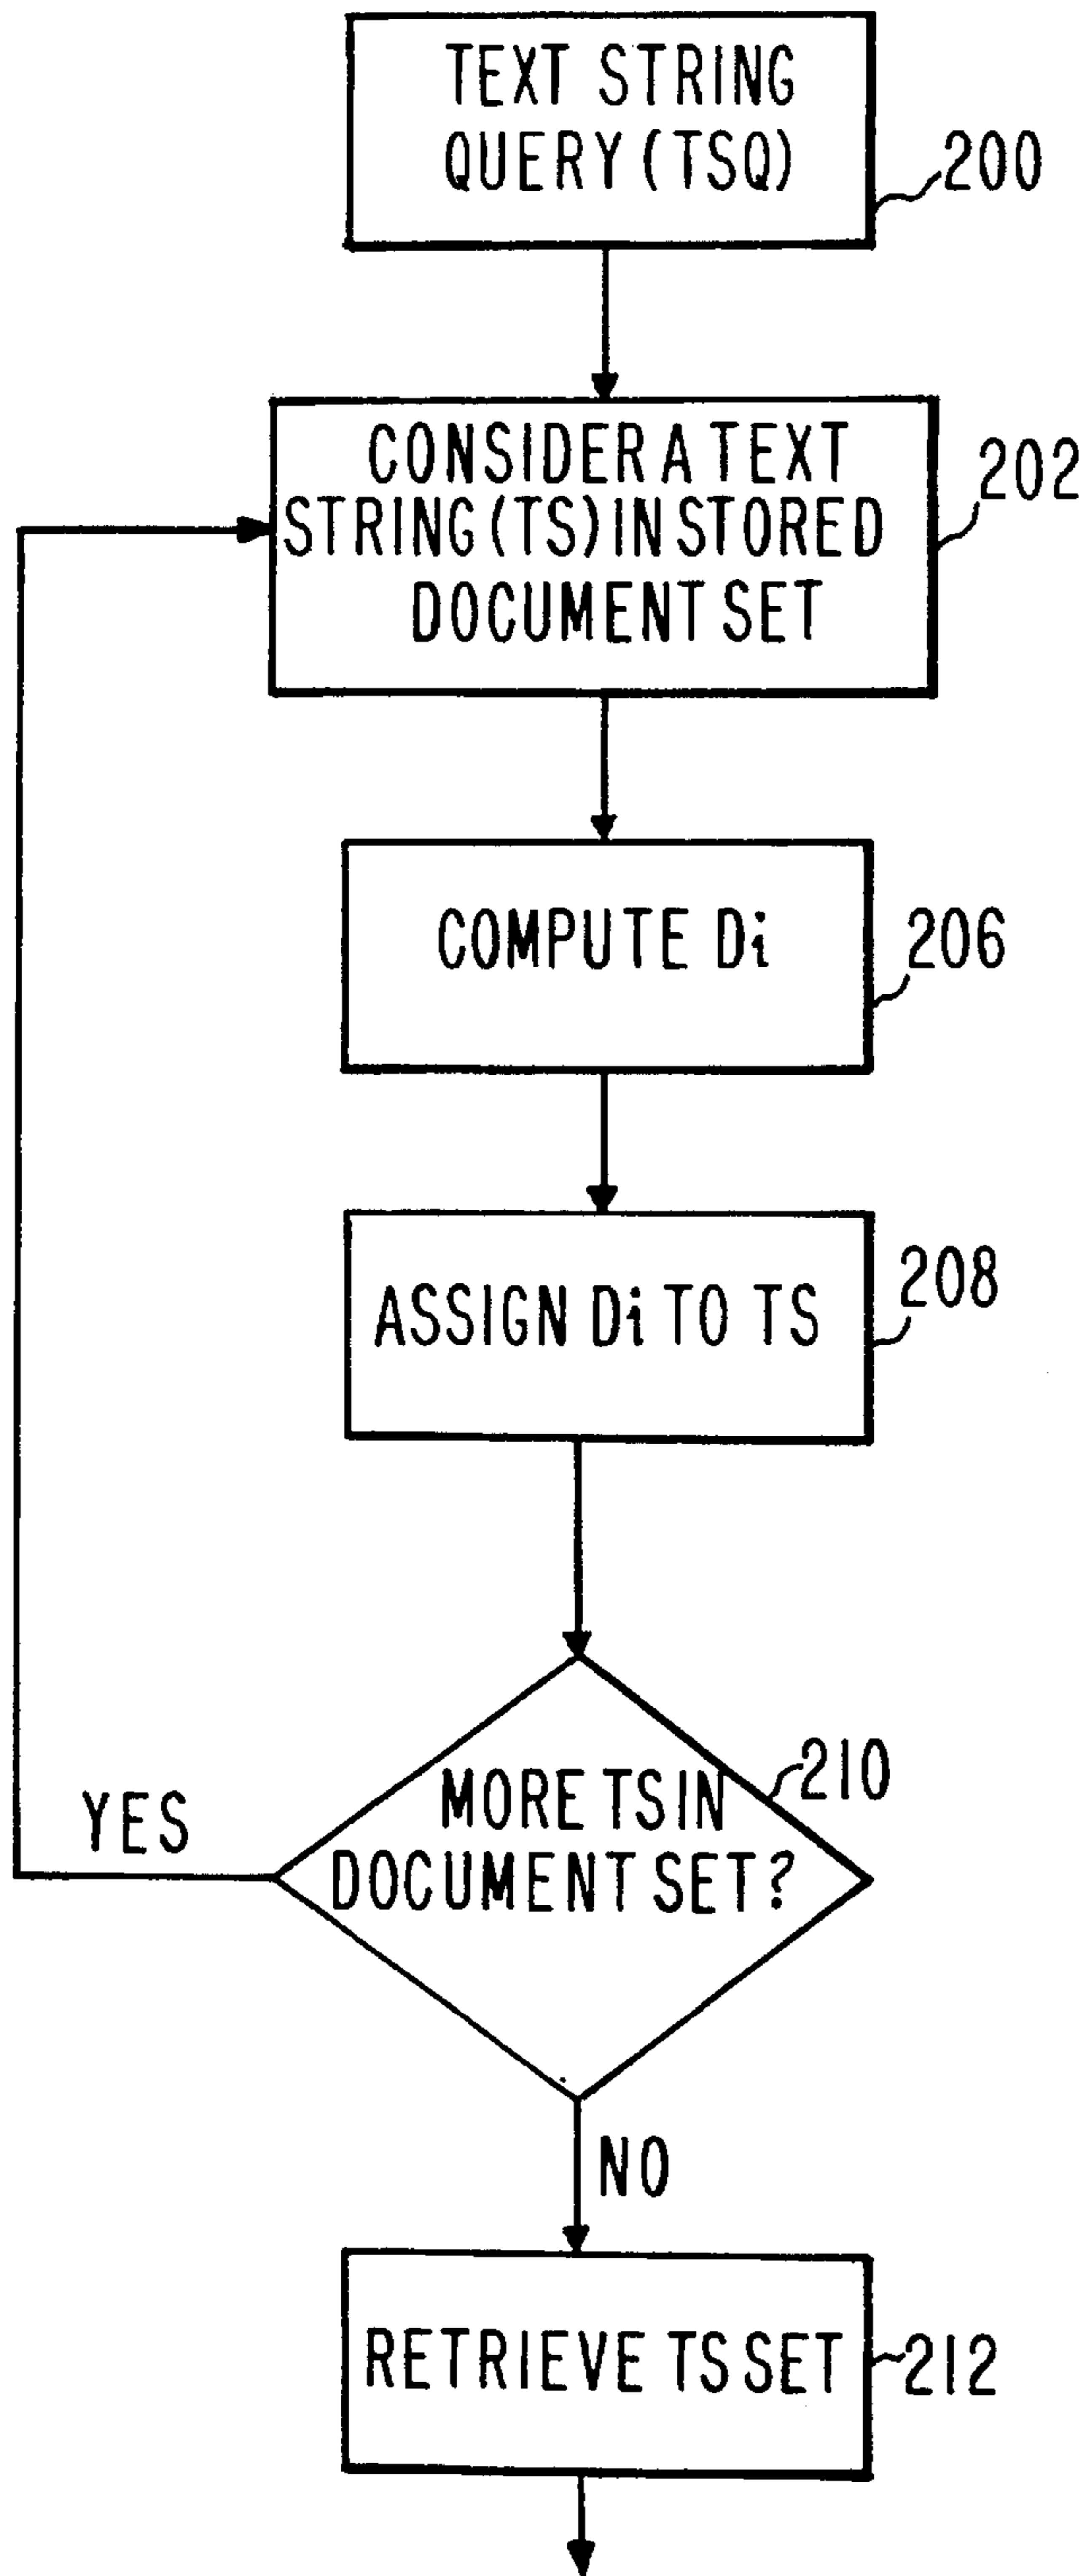 TEXT STRING
QUERY (TSQ)
200
CONSIDER A TEXT
STRING (TS) IN STORED
DOCUMENT SET
202
COMPUTE Di
206
ASSIGN Di TO TS
208
MORE TS IN
DOCUMENT SET?
210
YES
NO
RETRIEVE TS SET
212